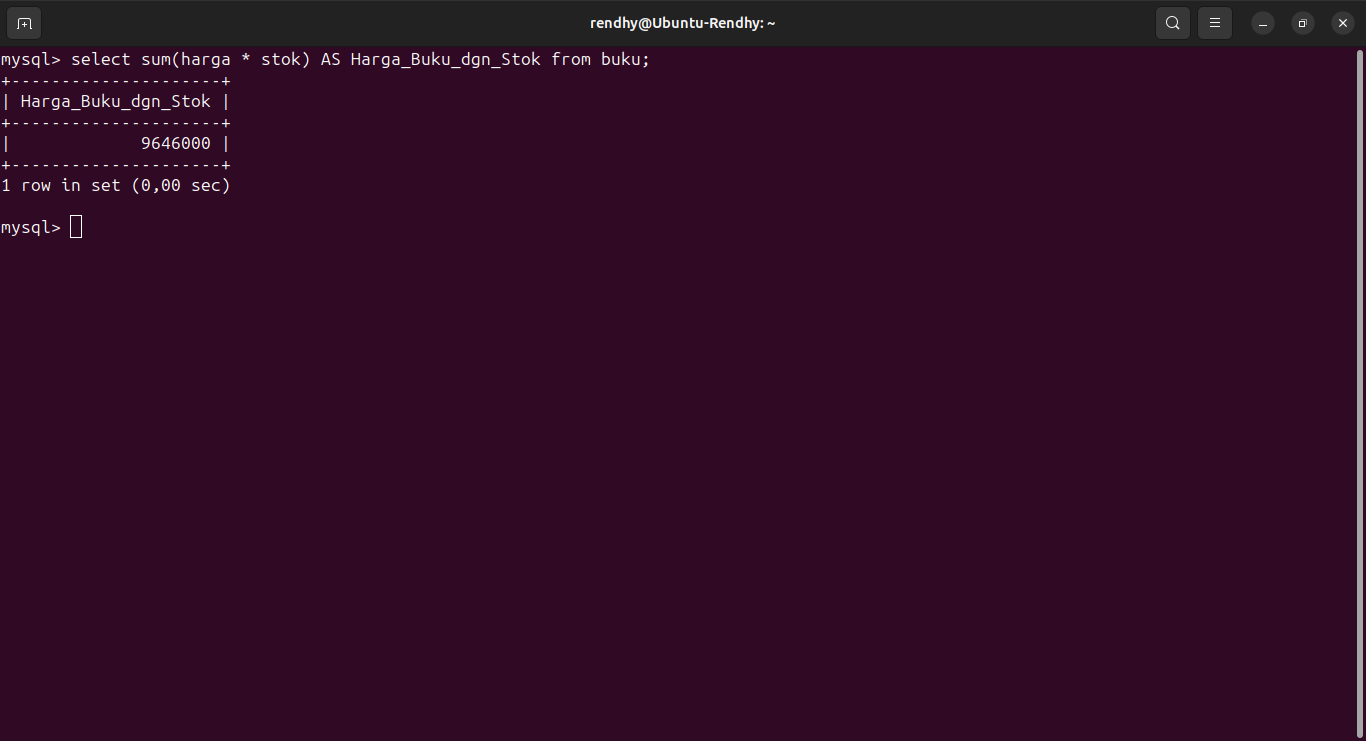 rendhy@Ubuntu-Rendhy: ~
mysql> select sum(harga * stok) AS Harga_Buku_dgn_Stok from buku;
+---------------------+
| Harga_Buku_dgn_Stok |
+---------------------+
|             9646000 |
+---------------------+
1 row in set (0,00 sec)
mysql>